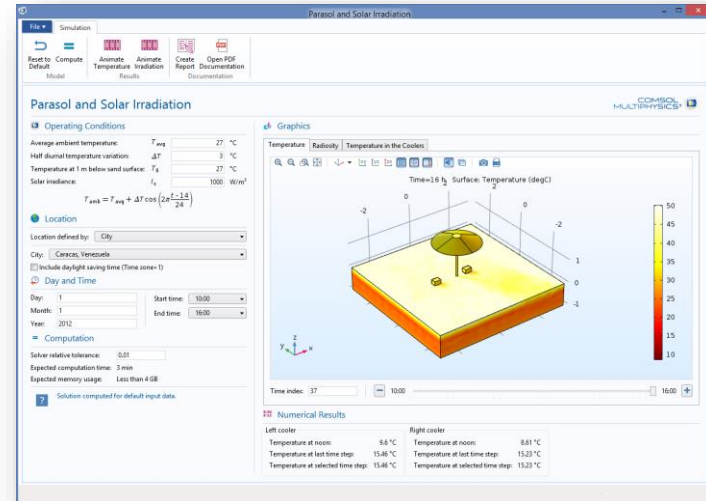 Parasol and Solar Irradiation
File ▾ Simulation
Reset to Default
Compute
Animate Temperature
Animate Irradiation
Create Report
Open PDF Documentation
Model
Results
Documentation
Parasol and Solar Irradiation
COMSOL MULTIPHYSICS®
Operating Conditions
Average ambient temperature: T_avg 27 °C
Half diurnal temperature variation: ΔT 3 °C
Temperature at 1 m below sand surface: T_0 27 °C
Solar irradiance: I_s 1000 W/m²
T_amb = T_avg + ΔT cos(2π (t-14)/24)
Location
Location defined by: City
City: Caracas, Venezuela
Include daylight saving time (Time zone+1)
Day and Time
Day: 1 Start time: 10:00
Month: 1 End time: 16:00
Year: 2012
Computation
Solver relative tolerance: 0.01
Expected computation time: 3 min
Expected memory usage: Less than 4 GB
? Solution computed for default input data.
Graphics
Temperature Radiosity Temperature in the Coolers
Time=16 h Surface: Temperature (degC)
2
2
0
0
-2
-2
1
0
-1
z
y
x
50
45
40
35
30
25
20
15
10
Time index: 37 10:00 16:00
Numerical Results
Left cooler
Temperature at noon: 9.6 °C
Temperature at last time step: 15.46 °C
Temperature at selected time step: 15.46 °C
Right cooler
Temperature at noon: 8.61 °C
Temperature at last time step: 15.23 °C
Temperature at selected time step: 15.23 °C